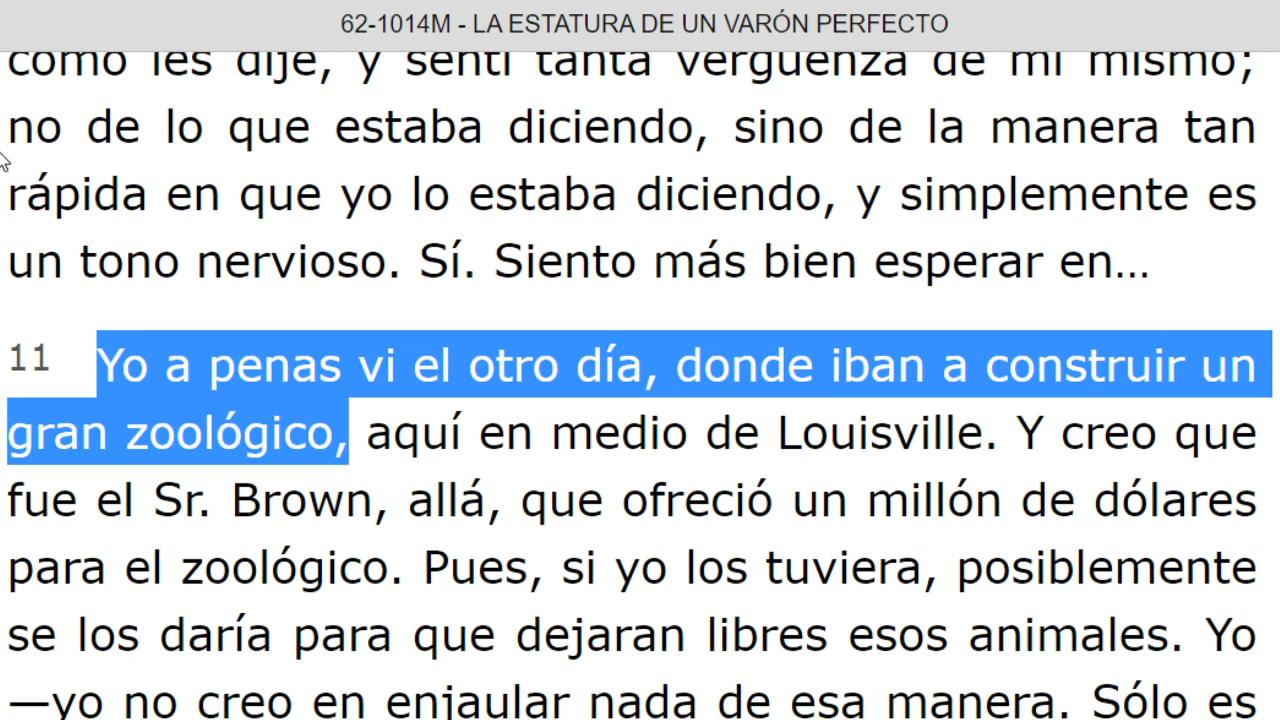 62-1014M - LA ESTATURA DE UN VARÓN PERFECTO
como les dije, y sentí tanta vergüenza de mí mismo;
no de lo que estaba diciendo, sino de la manera tan
rápida en que yo lo estaba diciendo, y simplemente es
un tono nervioso. Sí. Siento más bien esperar en…
11 Yo a penas vi el otro día, donde iban a construir un
gran zoológico, aquí en medio de Louisville. Y creo que
fue el Sr. Brown, allá, que ofreció un millón de dólares
para el zoológico. Pues, si yo los tuviera, posiblemente
se los daría para que dejaran libres esos animales. Yo
—yo no creo en enjaular nada de esa manera. Sólo es